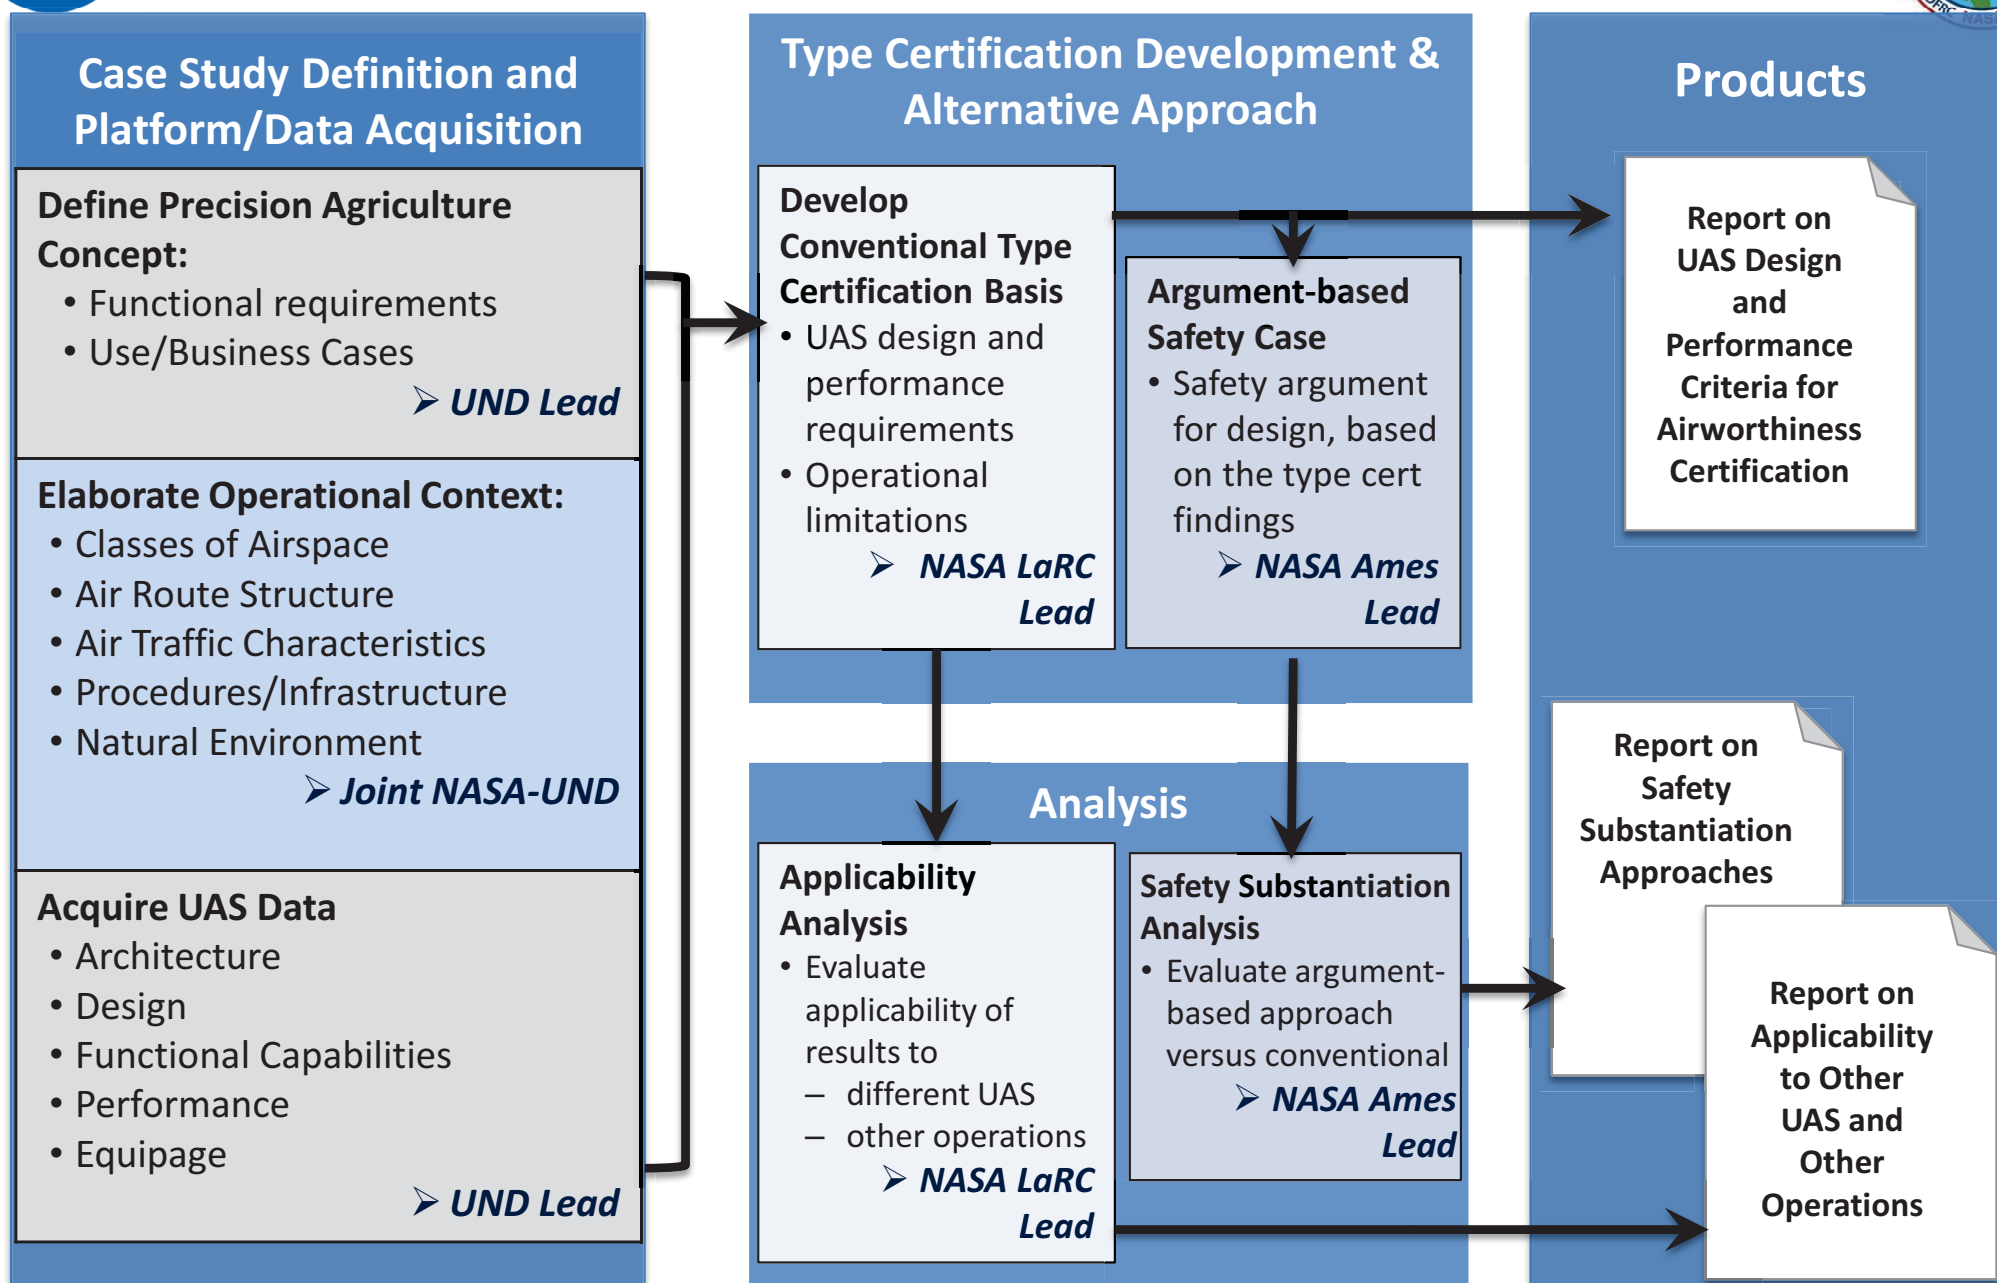 DFRC NASA
Case Study Definition and
Platform/Data Acquisition
Define Precision Agriculture
Concept:
• Functional requirements
• Use/Business Cases
➢ UND Lead
Elaborate Operational Context:
• Classes of Airspace
• Air Route Structure
• Air Traffic Characteristics
• Procedures/Infrastructure
• Natural Environment
➢ Joint NASA-UND
Acquire UAS Data
• Architecture
• Design
• Functional Capabilities
• Performance
• Equipage
➢ UND Lead
Type Certification Development &
Alternative Approach
Develop
Conventional Type
Certification Basis
• UAS design and
performance
requirements
• Operational
limitations
➢ NASA LaRC
Lead
Argument-based
Safety Case
• Safety argument
for design, based
on the type cert
findings
➢ NASA Ames
Lead
Analysis
Applicability
Analysis
• Evaluate
applicability of
results to
– different UAS
– other operations
➢ NASA LaRC
Lead
Safety Substantiation
Analysis
• Evaluate argument-
based approach
versus conventional
➢ NASA Ames
Lead
Products
Report on
UAS Design
and
Performance
Criteria for
Airworthiness
Certification
Report on
Safety
Substantiation
Approaches
Report on
Applicability
to Other
UAS and
Other
Operations